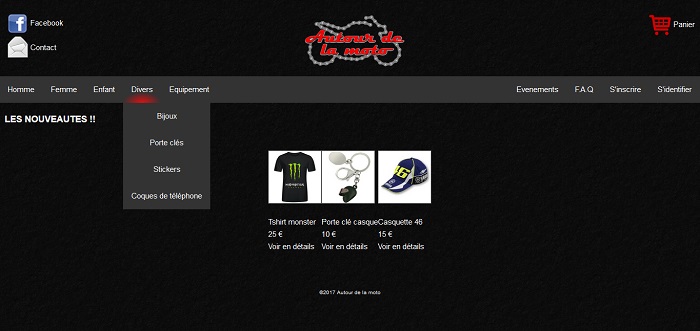 Facebook
Contact
Autour de
la moto
Panier
Homme Femme Enfant Divers Equipement Evenements F.A.Q S'inscrire S'identifier
LES NOUVEAUTES !!
Bijoux
Porte clés
Stickers
Coques de téléphone
46
Tshirt monster Porte clé casque Casquette 46
25 € 10 € 15 €
Voir en détails Voir en détails Voir en détails
©2017 Autour de la moto